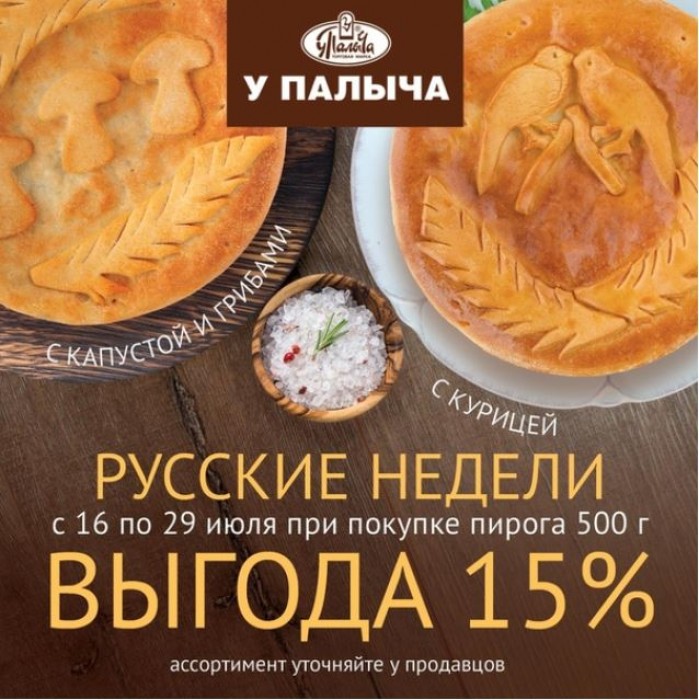 У Палыча
ТОРГОВАЯ МАРКА
У ПАЛЫЧА
С КАПУСТОЙ И ГРИБАМИ
С КУРИЦЕЙ
РУССКИЕ НЕДЕЛИ
с 16 по 29 июля при покупке пирога 500 г
ВЫГОДА 15%
ассортимент уточняйте у продавцов